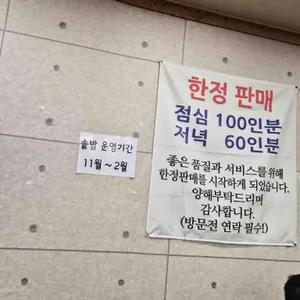 솥밥 운영기간
11월 ~ 2월
한정 판매
점심 100인분
저녁 60인분
좋은 품질과 서비스를 위해
한정판매를 시작하게 되었습니다.
양해부탁드리며
감사합니다.
(방문전 연락 필수!)